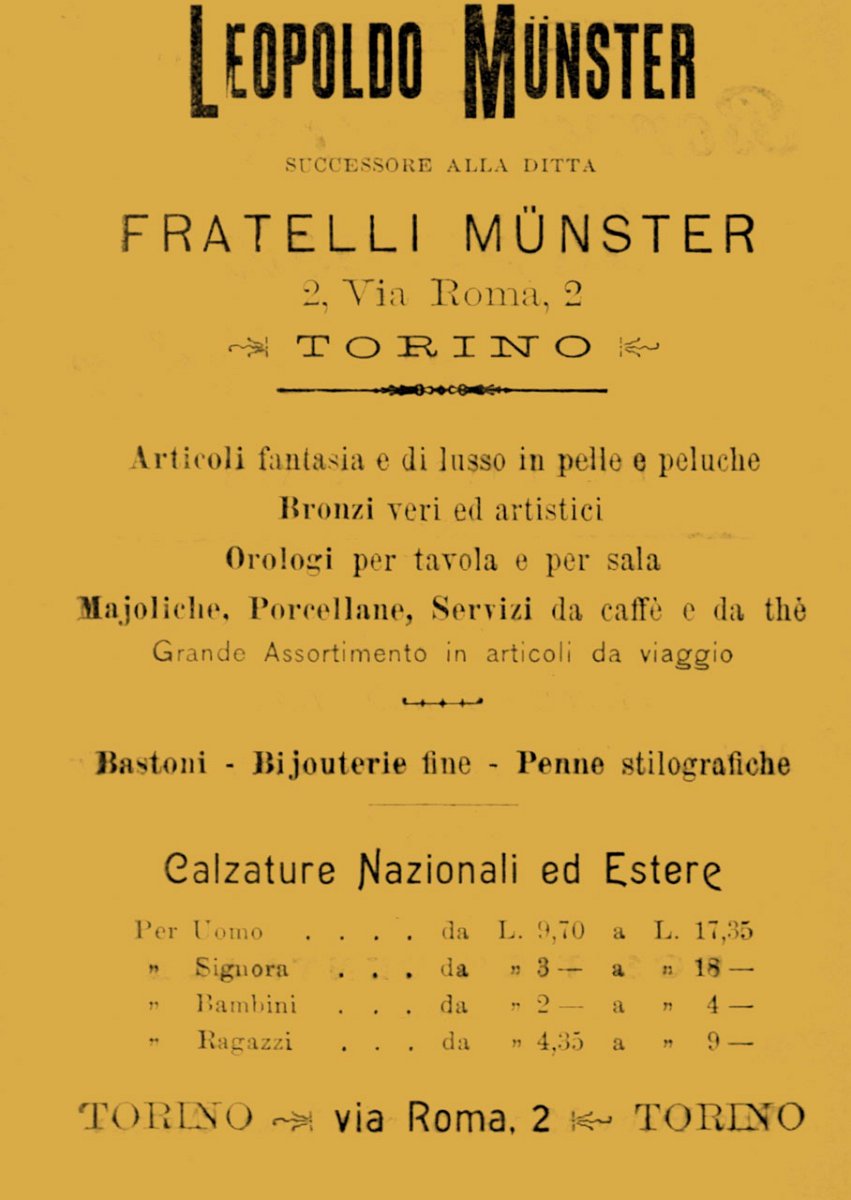 LEOPOLDO MÜNSTER
SUCCESSORE ALLA DITTA
FRATELLI MÜNSTER
2, Via Roma, 2
TORINO
Articoli fantasia e di lusso in pelle e peluche
Bronzi veri ed artistici
Orologi per tavola e per sala
Majoliche, Porcellane, Servizi da caffè e da thè
Grande Assortimento in articoli da viaggio
Bastoni - Bijouterie fine - Penne stilografiche
Calzature Nazionali ed Estere
Per Uomo . . . . da L. 9,70 a L. 17,35
" Signora . . . da " 3 — a " 18 —
" Bambini . . . da " 2 — a " 4 —
" Ragazzi . . . da " 4,35 a " 9 —
TORINO via Roma, 2 TORINO